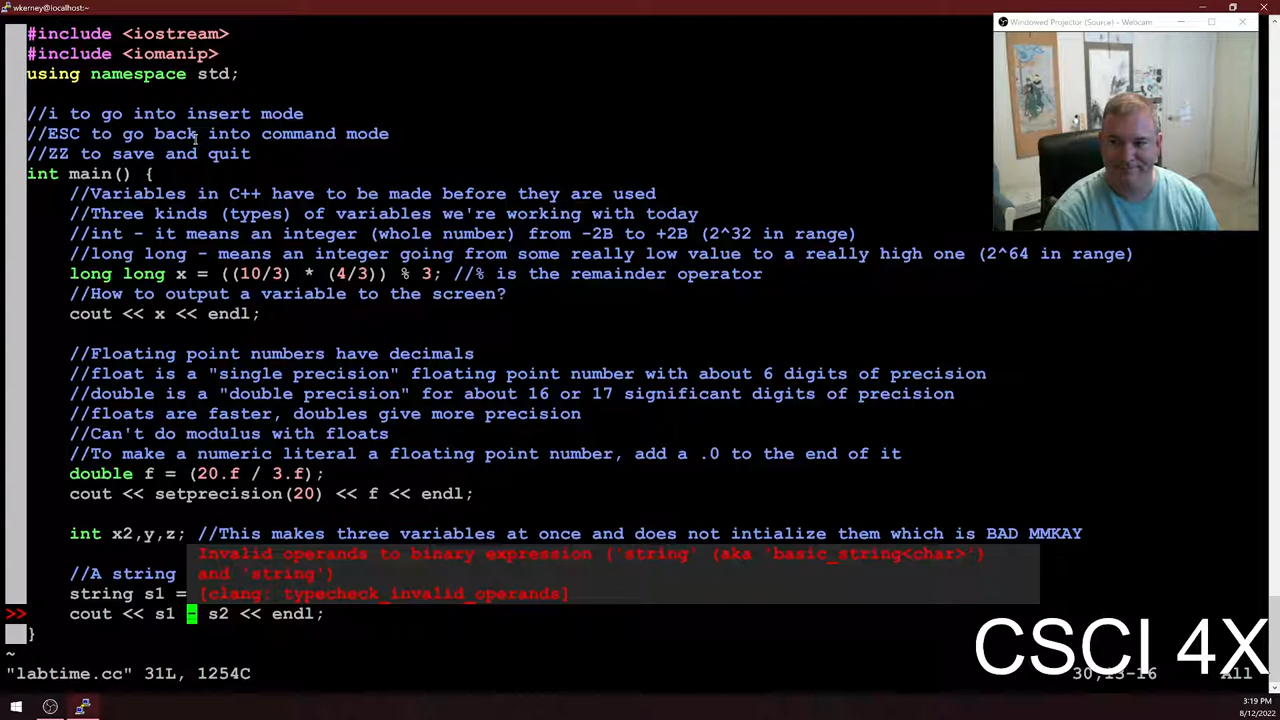 wkerney@localhost:~
Windowed Projector (Source) - Webcam
#include <iostream>
#include <iomanip>
using namespace std;
//i to go into insert mode
//ESC to go back into command mode
//ZZ to save and quit
int main() {
//Variables in C++ have to be made before they are used
//Three kinds (types) of variables we're working with today
//int - it means an integer (whole number) from -2B to +2B (2^32 in range)
//long long - means an integer going from some really low value to a really high one (2^64 in range)
long long x = ((10/3) * (4/3)) % 3; //% is the remainder operator
//How to output a variable to the screen?
cout << x << endl;
//Floating point numbers have decimals
//float is a "single precision" floating point number with about 6 digits of precision
//double is a "double precision" for about 16 or 17 significant digits of precision
//floats are faster, doubles give more precision
//Can't do modulus with floats
//To make a numeric literal a floating point number, add a .0 to the end of it
double f = (20.f / 3.f);
cout << setprecision(20) << f << endl;
int x2,y,z; //This makes three variables at once and does not intialize them which is BAD MMKAY
Invalid operands to binary expression ('string' (aka 'basic_string<char>')
//A string and 'string')
string s1 = [clang: typecheck_invalid_operands]
>> cout << s1 - s2 << endl;
}
~
CSCI 4X
"labtime.cc" 31L, 1254C 30,13-16 All
3:19 PM
8/12/2022